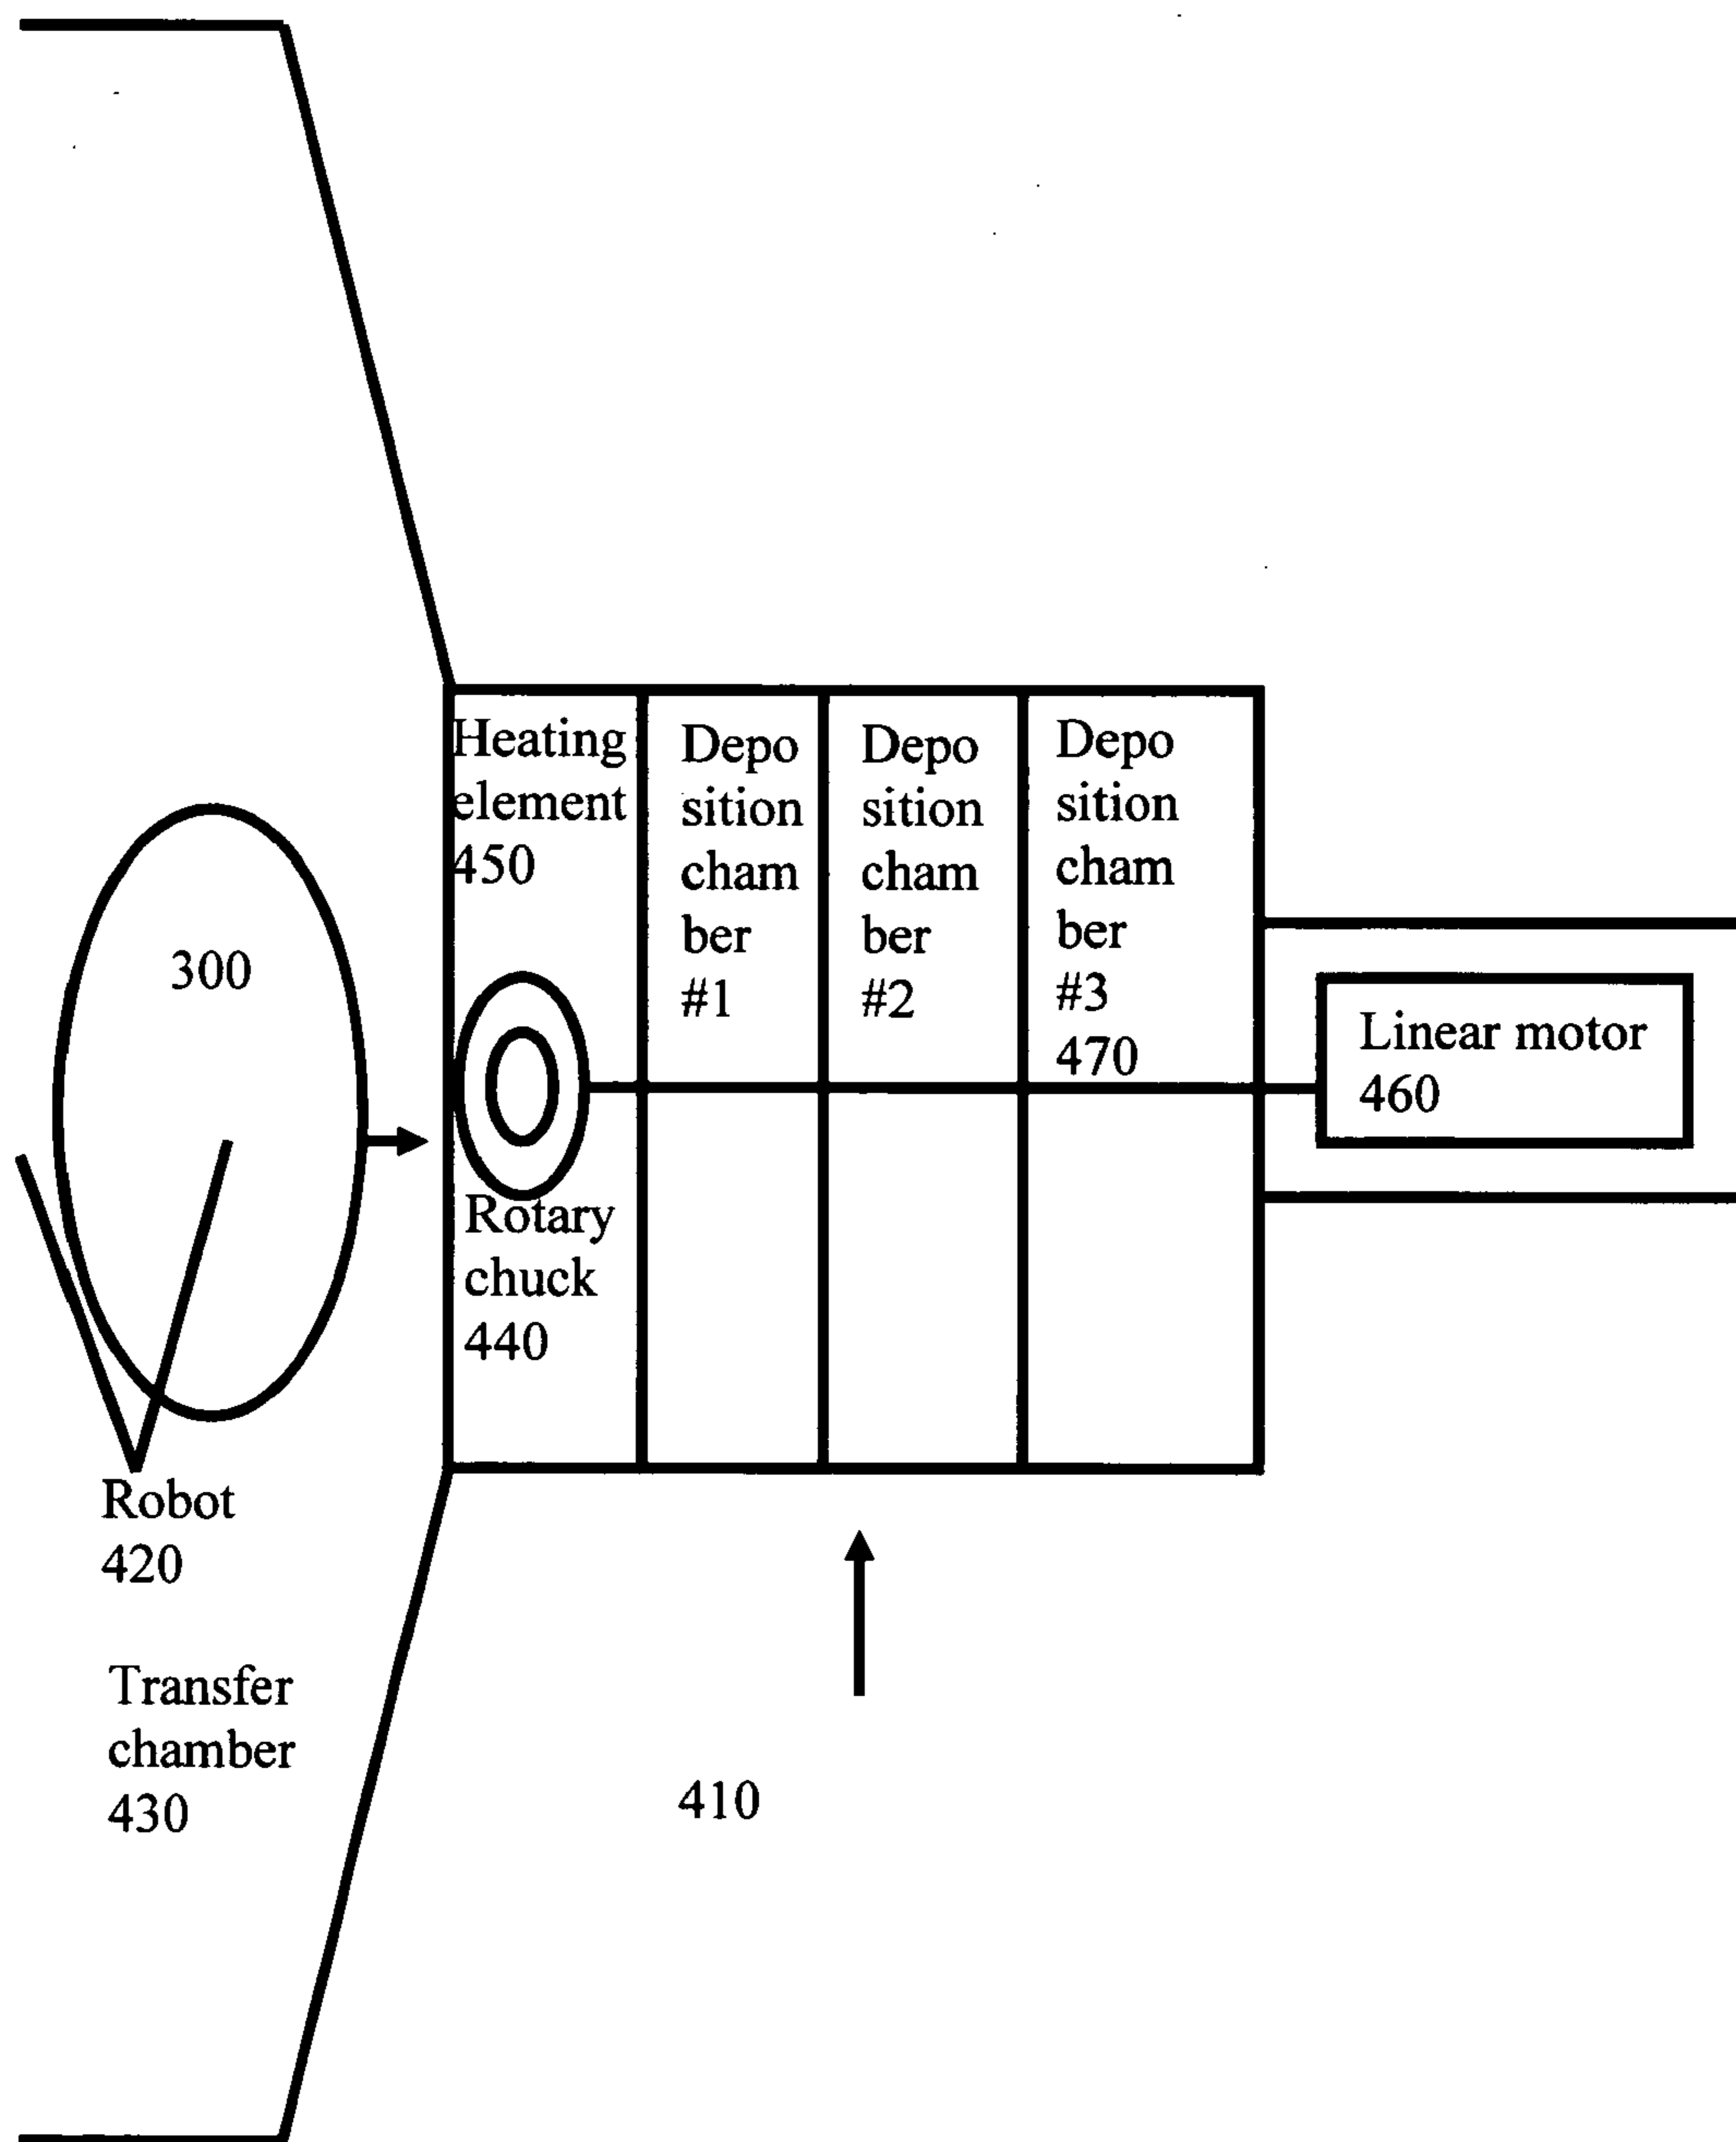 300
Robot
420
Transfer
chamber
430
Heating
element
450
Rotary
chuck
440
Depo
sition
cham
ber
#1
Depo
sition
cham
ber
#2
Depo
sition
cham
ber
#3
470
Linear motor
460
410